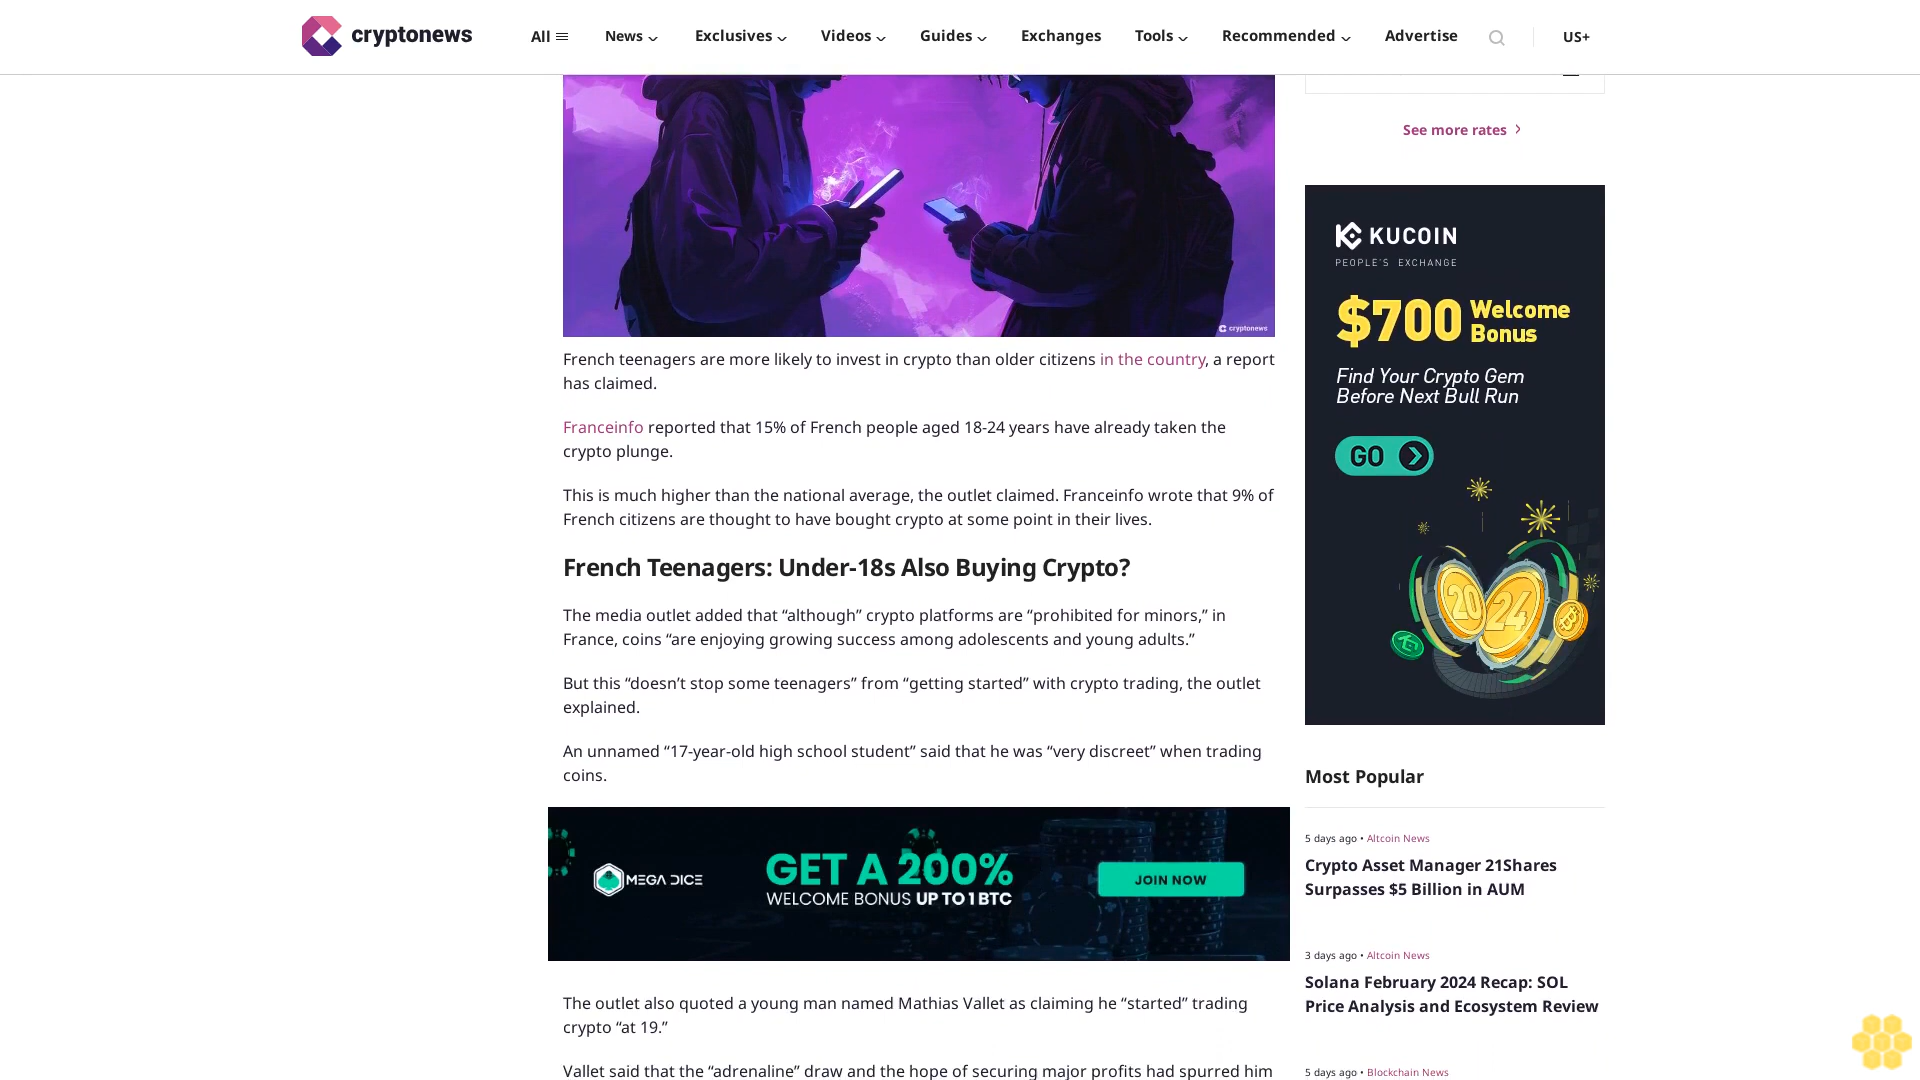 cryptonews
All
News
Exclusives
Videos
Guides
Exchanges
Tools
Recommended
Advertise
US+
cryptonews
French teenagers are more likely to invest in crypto than older citizens in the country, a report
has claimed.
Franceinfo reported that 15% of French people aged 18-24 years have already taken the
crypto plunge.
This is much higher than the national average, the outlet claimed. Franceinfo wrote that 9% of
French citizens are thought to have bought crypto at some point in their lives.
French Teenagers: Under-18s Also Buying Crypto?
The media outlet added that “although” crypto platforms are “prohibited for minors,” in
France, coins “are enjoying growing success among adolescents and young adults.”
But this “doesn’t stop some teenagers” from “getting started” with crypto trading, the outlet
explained.
An unnamed “17-year-old high school student” said that he was “very discreet” when trading
coins.
MEGA DICE
GET A 200%
WELCOME BONUS UP TO 1 BTC
JOIN NOW
The outlet also quoted a young man named Mathias Vallet as claiming he “started” trading
crypto “at 19.”
Vallet said that the “adrenaline” draw and the hope of securing major profits had spurred him
See more rates
KUCOIN
PEOPLE'S EXCHANGE
$700 Welcome
Bonus
Find Your Crypto Gem
Before Next Bull Run
GO
20 24
Most Popular
5 days ago • Altcoin News
Crypto Asset Manager 21Shares
Surpasses $5 Billion in AUM
3 days ago • Altcoin News
Solana February 2024 Recap: SOL
Price Analysis and Ecosystem Review
5 days ago • Blockchain News